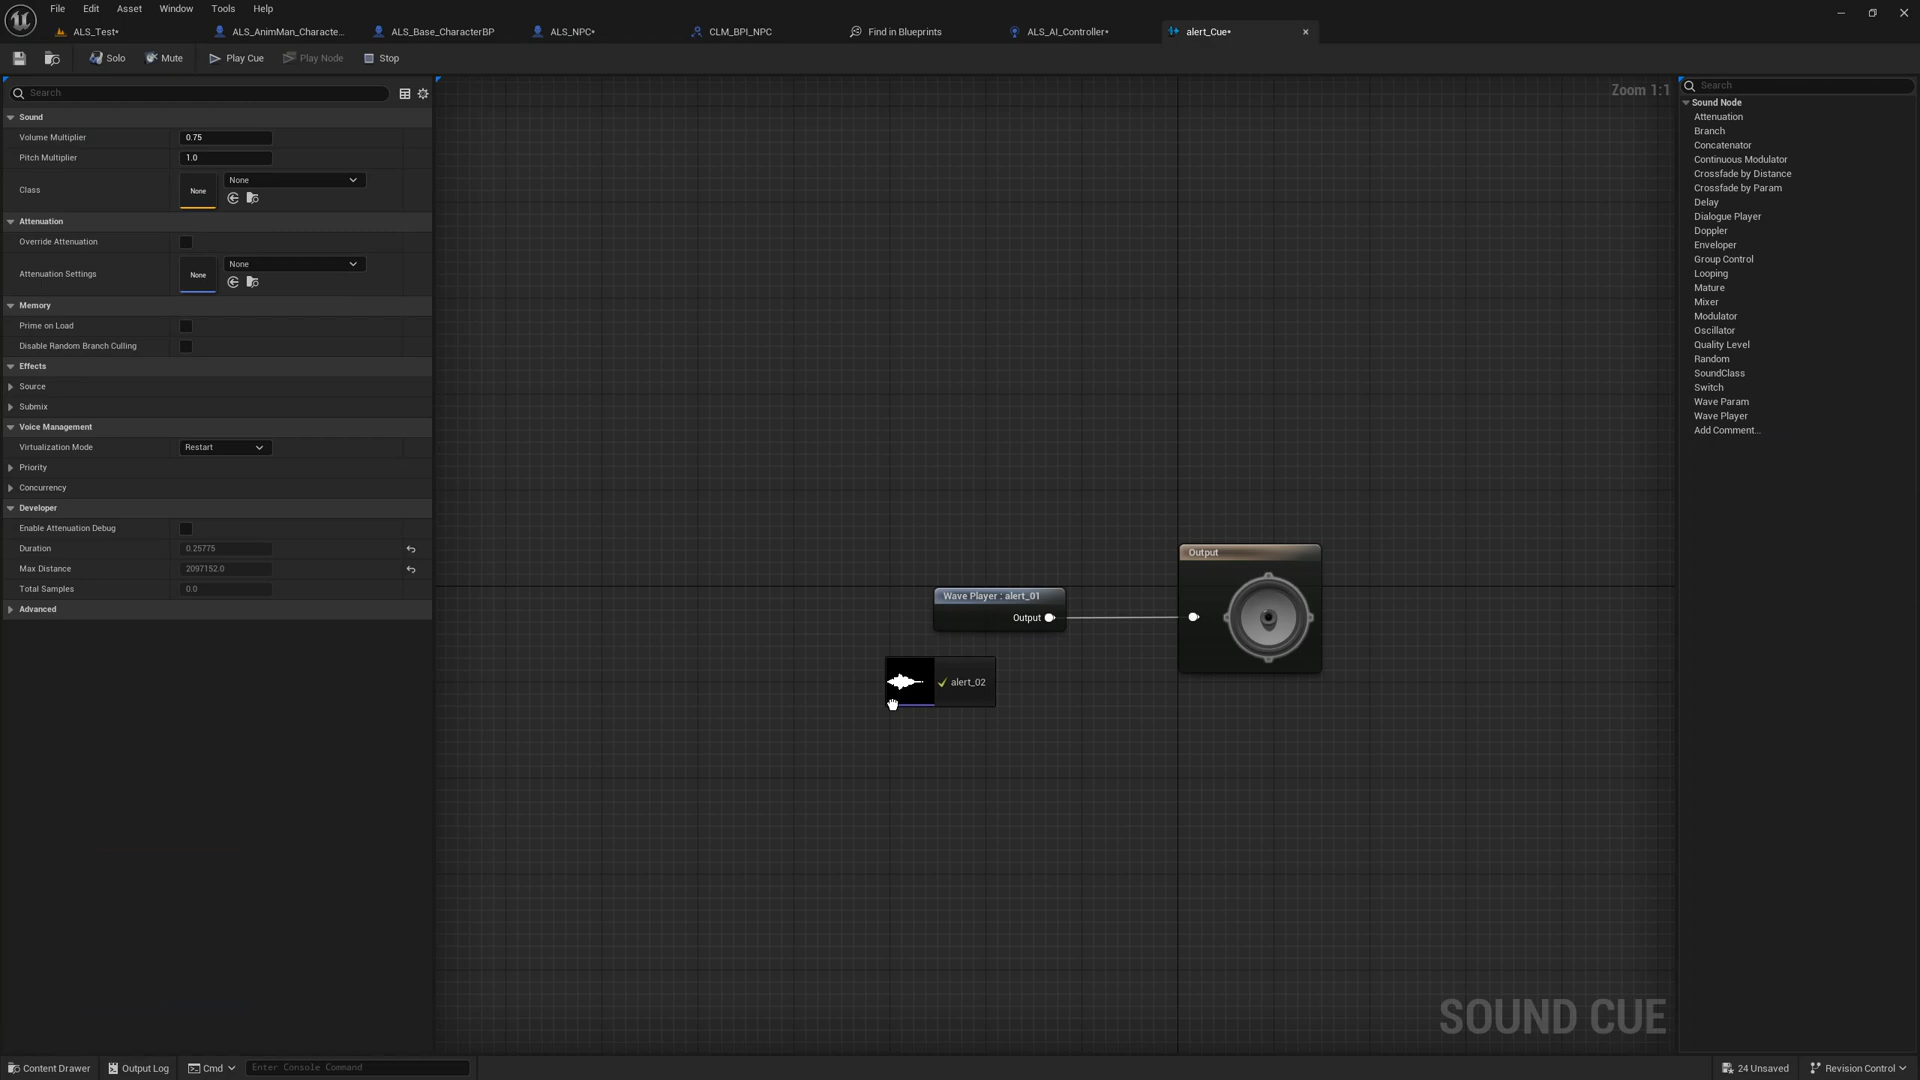 File Edit Asset Window Tools Help
ALS_Test* ALS_AnimMan_Characte... ALS_Base_CharacterBP ALS_NPC* CLM_BPI_NPC Find in Blueprints ALS_AI_Controller* alert_Cue*
Solo Mute Play Cue Play Node Stop
Search
Sound
Volume Multiplier 0.75
Pitch Multiplier 1.0
Class None None
Attenuation
Override Attenuation
Attenuation Settings None None
Memory
Prime on Load
Disable Random Branch Culling
Effects
Source
Submix
Voice Management
Virtualization Mode Restart
Priority
Concurrency
Developer
Enable Attenuation Debug
Duration 0.25775
Max Distance 2097152.0
Total Samples 0.0
Advanced
Zoom 1:1
Output
Wave Player : alert_01
Output
alert_02
SOUND CUE
Search
Sound Node
Attenuation
Branch
Concatenator
Continuous Modulator
Crossfade by Distance
Crossfade by Param
Delay
Dialogue Player
Doppler
Enveloper
Group Control
Looping
Mature
Mixer
Modulator
Oscillator
Quality Level
Random
SoundClass
Switch
Wave Param
Wave Player
Add Comment...
Content Drawer Output Log Cmd Enter Console Command 24 Unsaved Revision Control